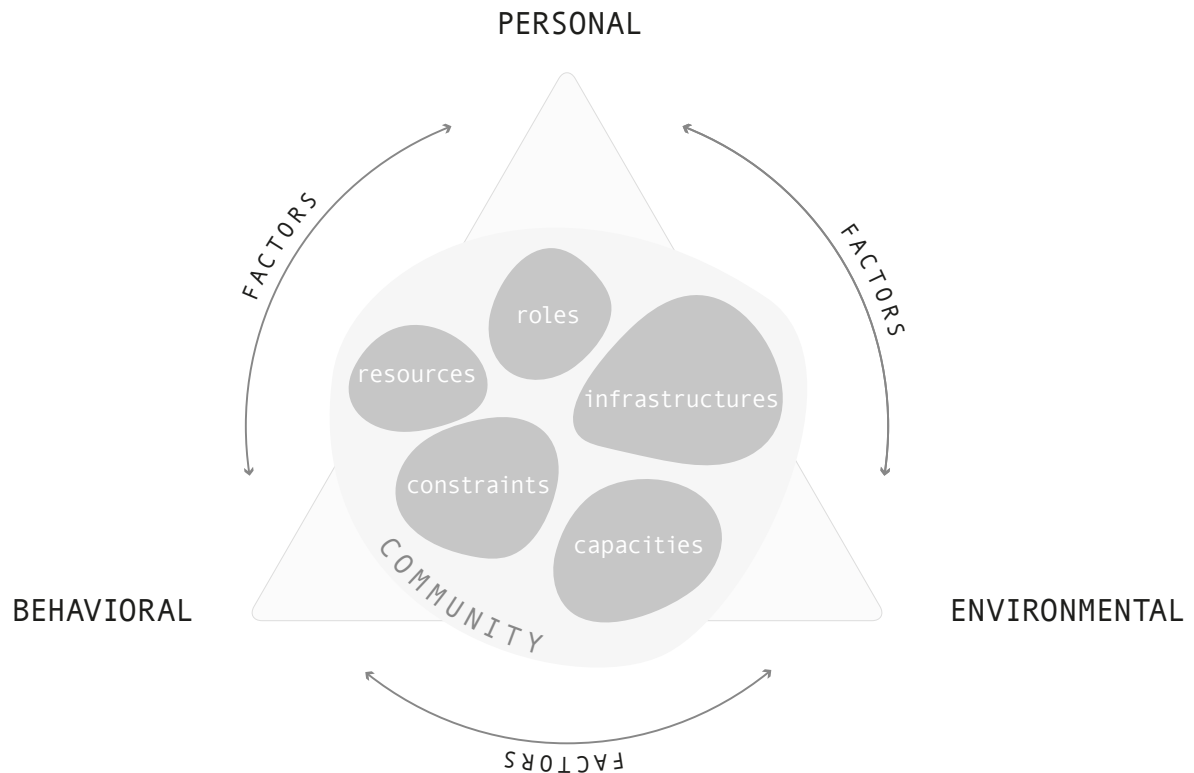 PERSONAL
FACTORS
FACTORS
roles
resources
infrastructures
constraints
capacities
COMMUNITY
BEHAVIORAL
ENVIRONMENTAL
FACTORS